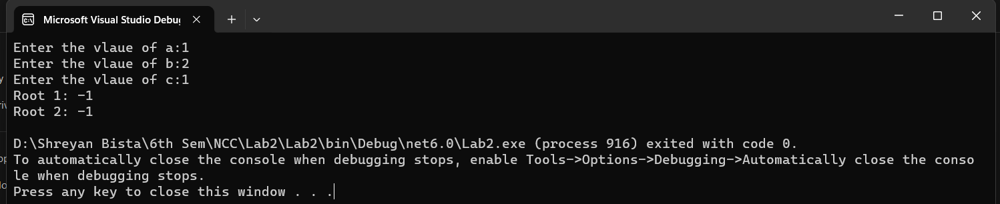 Microsoft Visual Studio Debug
Enter the vlaue of a:1
Enter the vlaue of b:2
Enter the vlaue of c:1
Root 1: -1
Root 2: -1
D:\Shreyan Bista\6th Sem\NCC\Lab2\Lab2\bin\Debug\net6.0\Lab2.exe (process 916) exited with code 0.
To automatically close the console when debugging stops, enable Tools->Options->Debugging->Automatically close the conso
le when debugging stops.
Press any key to close this window . . .